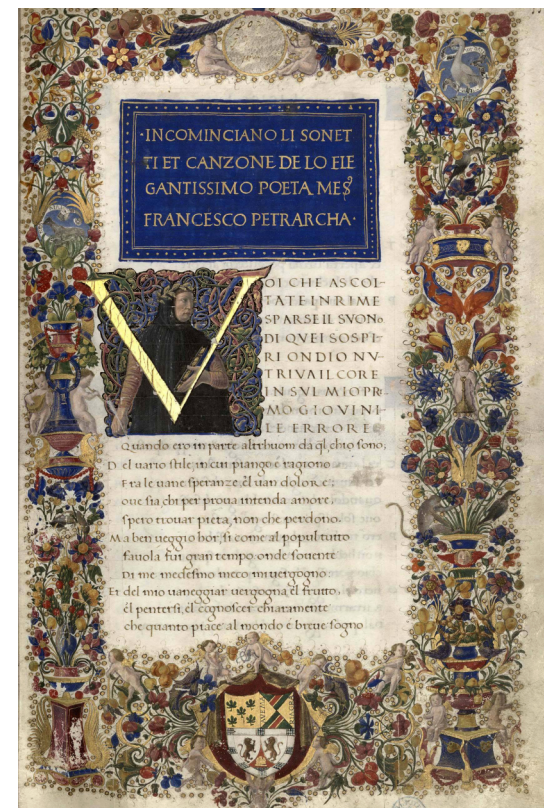 ·INCOMINCIANO LI SONET
TI ET CANZONE DE LO ELE
GANTISSIMO POETA MES
FRANCESCO PETRARCHA·
VOI CHE ASCOL-
TATE IN RIME
SPARSE IL SVONO
DI QVEI SOSPI-
RI ONDIO NV-
TRIVA IL CORE
IN SVL MIO PR-
MO GIOVINI-
LE ERRORE
Quando ero in parte altrhuom da ql chio sono,
Del uario stile, in cui piango e ragiono
Fra le uane speranze, el uan dolore;
oue sia chi per proua intenda amore,
spero trouar pieta, non che perdono.
Ma ben ueggio hor, si come al popul tutto
fauola fui gran tempo, onde souente
Di me medesmo meco mi uergogno
Et del mio uaneggiar uergogna el frutto,
el pentersi, el cognoscer chiaramente
che quanto piace al mondo e breue sogno